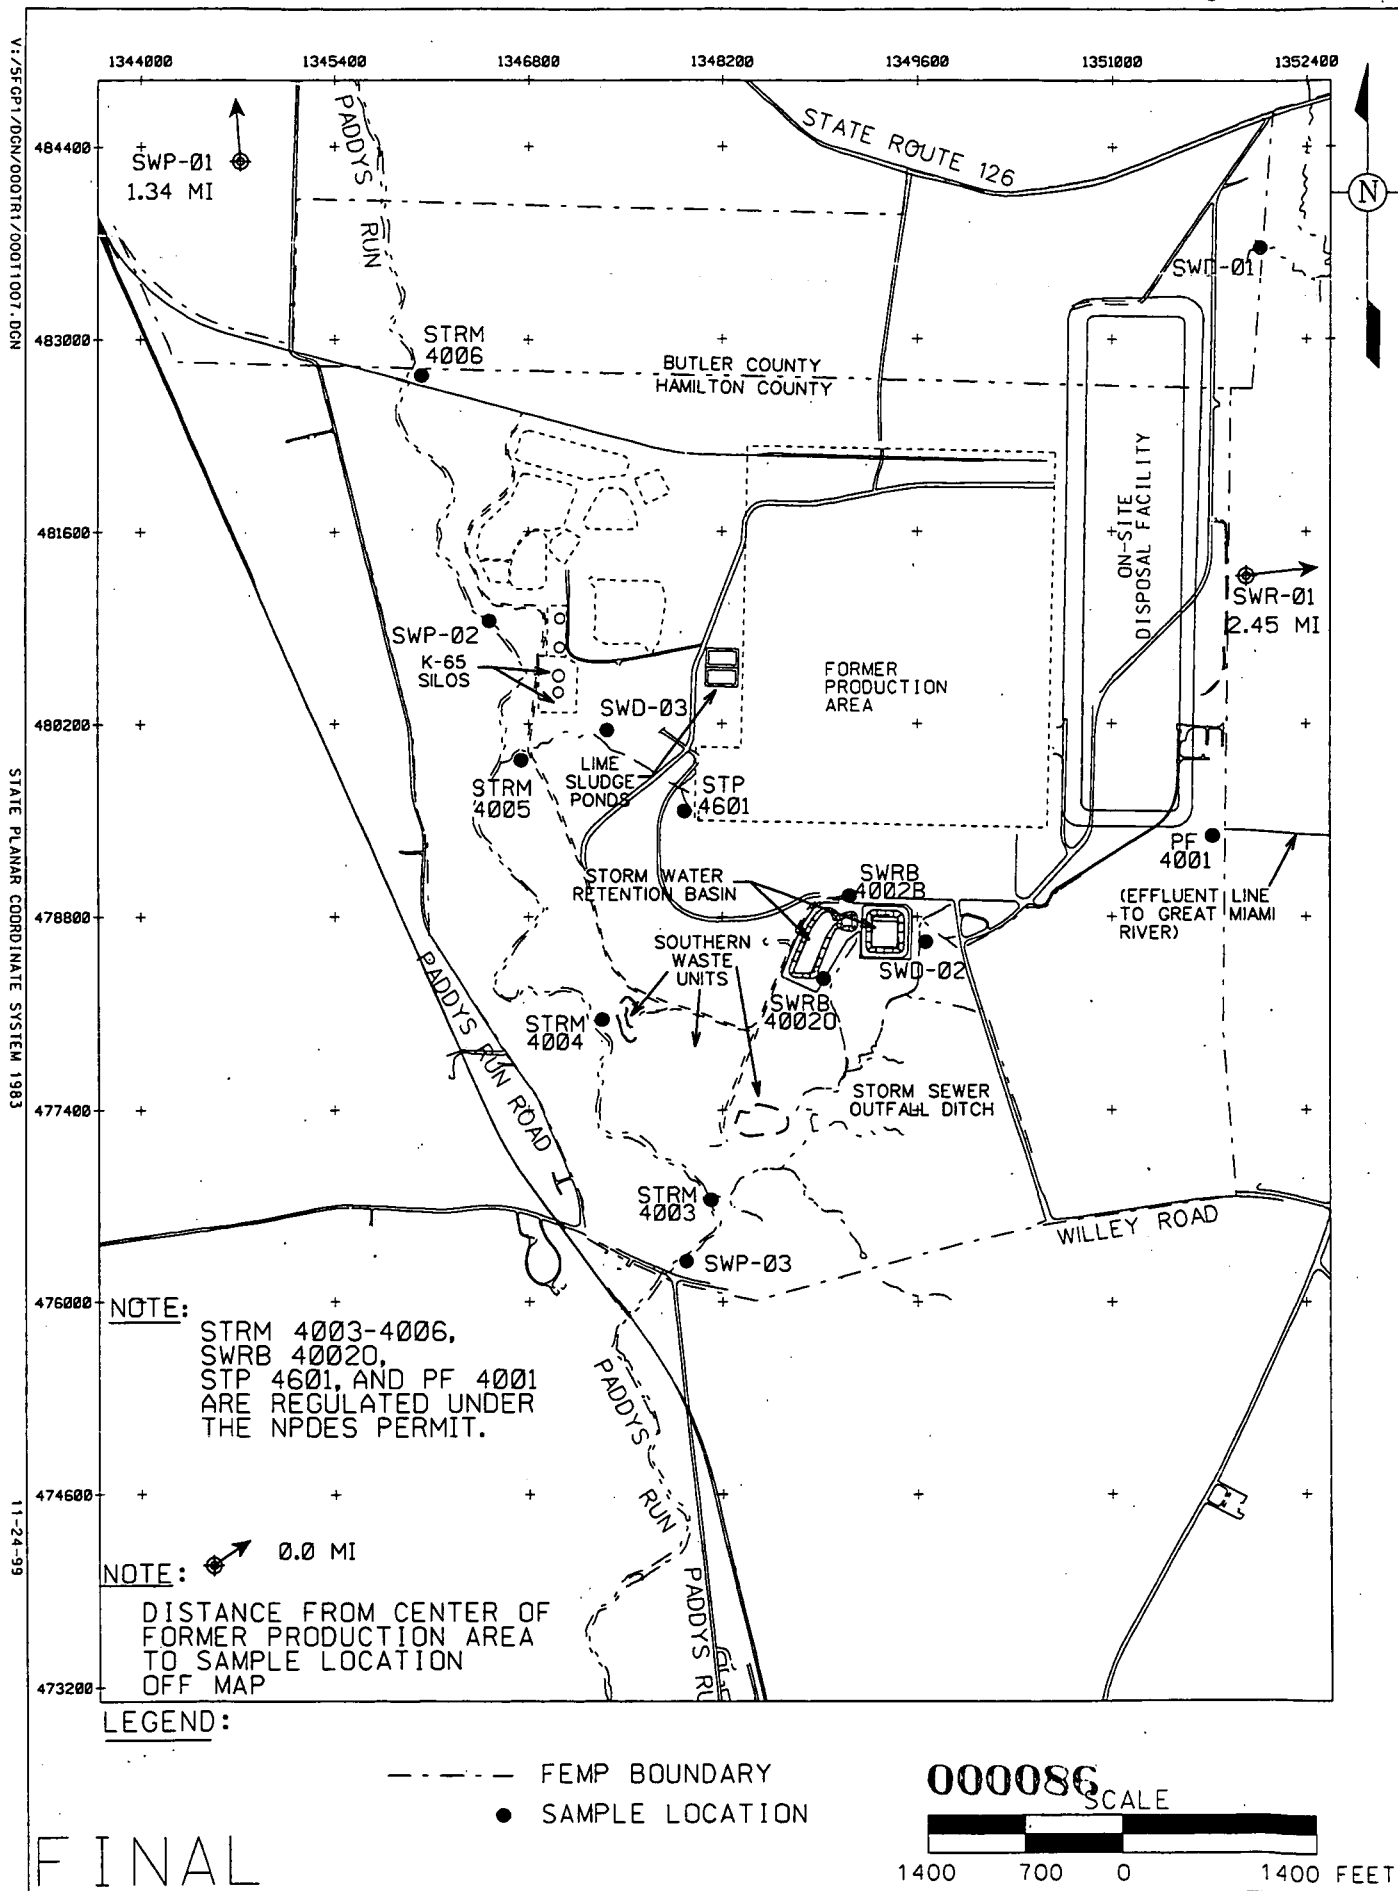 1344000 1345400 1346800 1348200 1349600 1351000 1352400
V:/5FGP1/DGN/OOOTR1/OOOT1007.DGN
STATE PLANAR COORDINATE SYSTEM 1983
11-24-99
484400
483000
481600
480200
478800
477400
476000
474600
473200
N
SWP-01
1.34 MI
PADDYS RUN
STATE ROUTE 126
SWD-01
STRM
4006
BUTLER COUNTY
HAMILTON COUNTY
ON-SITE
DISPOSAL FACILITY
SWR-01
2.45 MI
SWP-02
K-65
SILOS
FORMER
PRODUCTION
AREA
SWD-03
LIME
SLUDGE
PONDS
STRM
4005
STP
4601
PF
4001
(EFFLUENT LINE
TO GREAT MIAMI
RIVER)
STORM WATER
RETENTION BASIN
SWRB
4002B
SOUTHERN
WASTE
UNITS
SWD-02
SWRB
4002O
STRM
4004
PADDYS RUN ROAD
STORM SEWER
OUTFALL DITCH
STRM
4003
WILLEY ROAD
SWP-03
NOTE:
STRM 4003-4006,
SWRB 4002O,
STP 4601, AND PF 4001
ARE REGULATED UNDER
THE NPDES PERMIT.
PADDYS RUN
0.0 MI
NOTE:
DISTANCE FROM CENTER OF
FORMER PRODUCTION AREA
TO SAMPLE LOCATION
OFF MAP
PADDYS RU
LEGEND:
FEMP BOUNDARY
SAMPLE LOCATION
000086
SCALE
1400 700 0 1400 FEET
FINAL